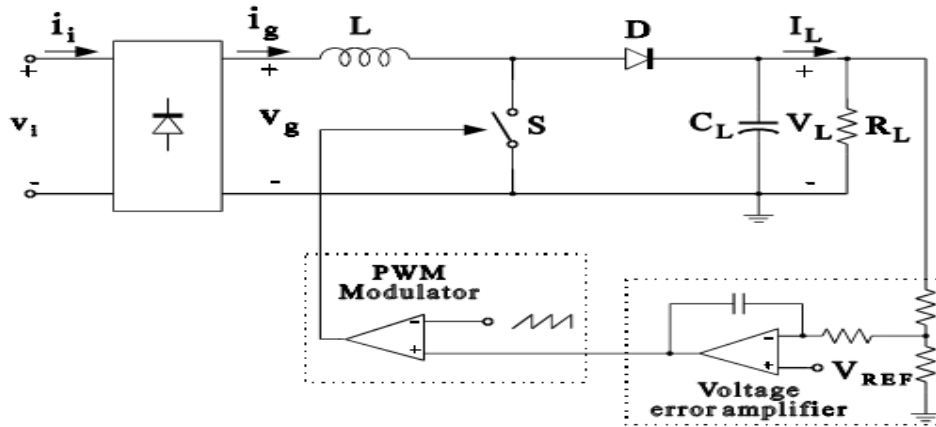 i_i
i_g
L
D
I_L
+
+
+
v_i
v_g
S
C_L
V_L
R_L
-
-
-
PWM
Modulator
-
+
-
+
V_REF
Voltage
error amplifier